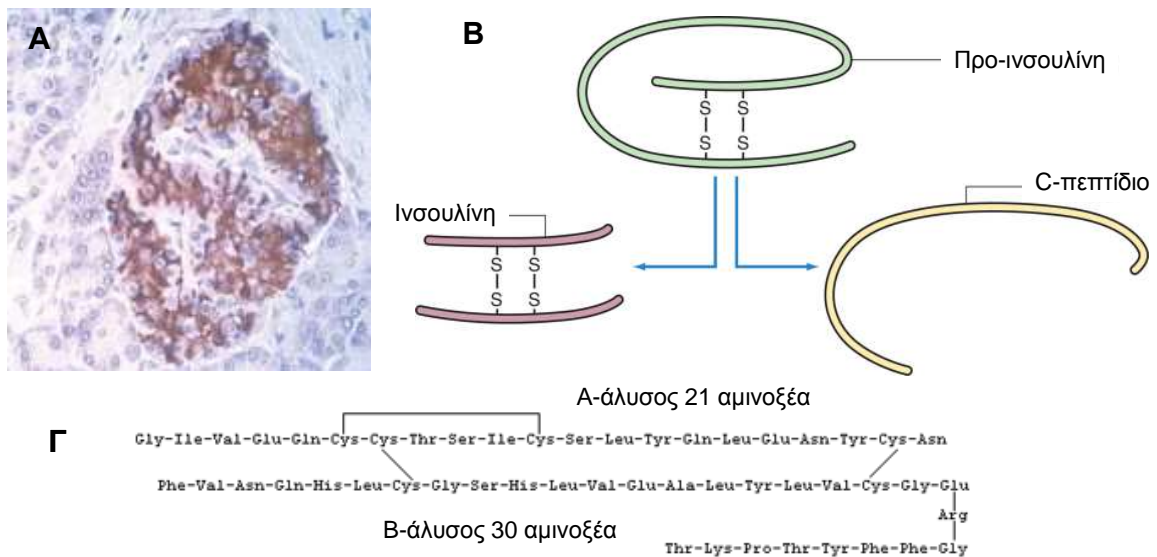 Α
Β
Προ-ινσουλίνη
S S
S S
C-πεπτίδιο
Ινσουλίνη
S S
S S
Α-άλυσος 21 αμινοξέα
Γ
Gly-Ile-Val-Glu-Gln-Cys-Cys-Thr-Ser-Ile-Cys-Ser-Leu-Tyr-Gln-Leu-Glu-Asn-Tyr-Cys-Asn
Phe-Val-Asn-Gln-His-Leu-Cys-Gly-Ser-His-Leu-Val-Glu-Ala-Leu-Tyr-Leu-Val-Cys-Gly-Glu
Arg
Β-άλυσος 30 αμινοξέα
Thr-Lys-Pro-Thr-Tyr-Phe-Phe-Gly